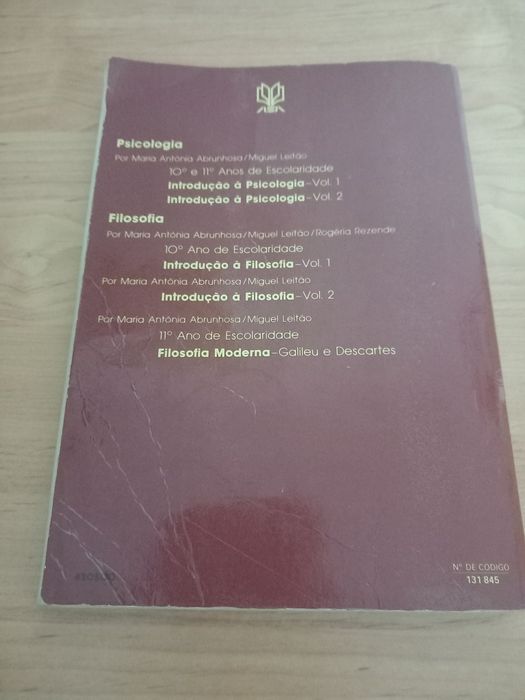 ASA
Psicologia
Por Maria Antónia Abrunhosa/Miguel Leitão
10º e 11º Anos de Escolaridade
Introdução à Psicologia–Vol. 1
Introdução à Psicologia–Vol. 2
Filosofia
Por Maria Antónia Abrunhosa/Miguel Leitão/Rogéria Rezende
10º Ano de Escolaridade
Introdução à Filosofia–Vol. 1
Por Maria Antónia Abrunhosa/Miguel Leitão
Introdução à Filosofia–Vol. 2
Por Maria Antónia Abrunhosa/Miguel Leitão
11º Ano de Escolaridade
Filosofia Moderna–Galileu e Descartes
Nº DE CÓDIGO
131 845